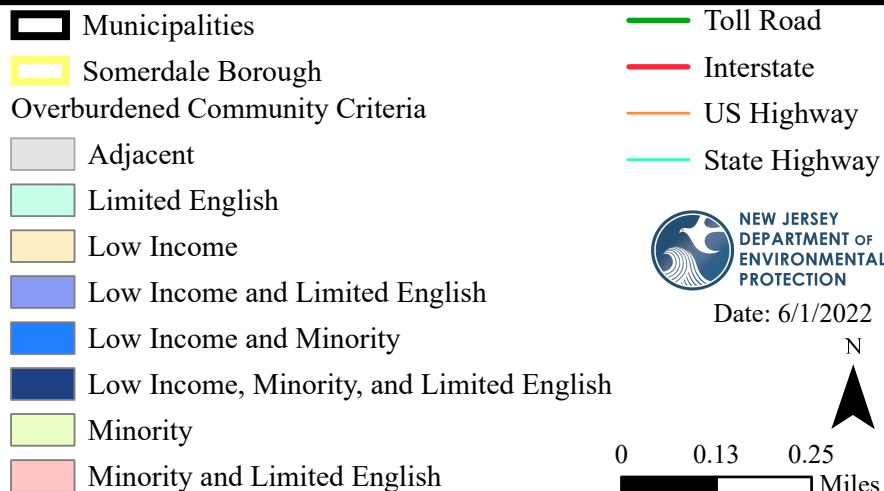 Municipalities
Somerdale Borough
Overburdened Community Criteria
Adjacent
Limited English
Low Income
Low Income and Limited English
Low Income and Minority
Low Income, Minority, and Limited English
Minority
Minority and Limited English
Toll Road
Interstate
US Highway
State Highway
NEW JERSEY
DEPARTMENT OF
ENVIRONMENTAL
PROTECTION
Date: 6/1/2022
N
0 0.13 0.25
Miles